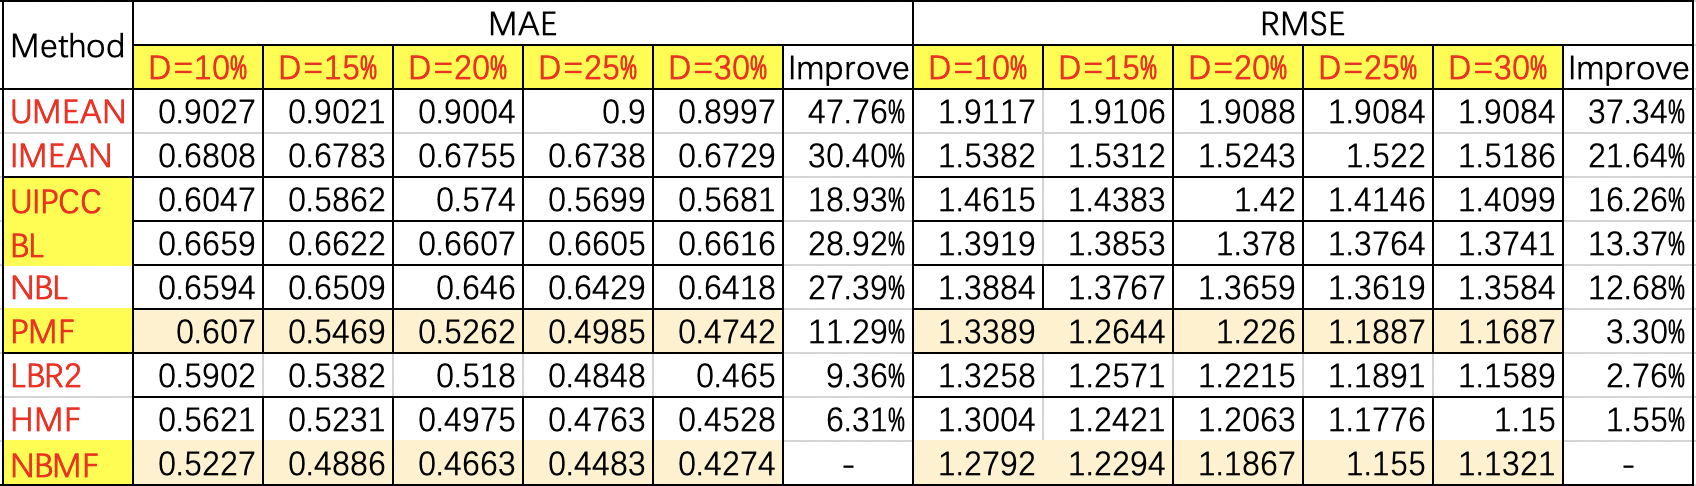 Method MAE RMSE
D=10% D=15% D=20% D=25% D=30% Improve D=10% D=15% D=20% D=25% D=30% Improve
UMEAN 0.9027 0.9021 0.9004 0.9 0.8997 47.76% 1.9117 1.9106 1.9088 1.9084 1.9084 37.34%
IMEAN 0.6808 0.6783 0.6755 0.6738 0.6729 30.40% 1.5382 1.5312 1.5243 1.522 1.5186 21.64%
UIPCC 0.6047 0.5862 0.574 0.5699 0.5681 18.93% 1.4615 1.4383 1.42 1.4146 1.4099 16.26%
BL 0.6659 0.6622 0.6607 0.6605 0.6616 28.92% 1.3919 1.3853 1.378 1.3764 1.3741 13.37%
NBL 0.6594 0.6509 0.646 0.6429 0.6418 27.39% 1.3884 1.3767 1.3659 1.3619 1.3584 12.68%
PMF 0.607 0.5469 0.5262 0.4985 0.4742 11.29% 1.3389 1.2644 1.226 1.1887 1.1687 3.30%
LBR2 0.5902 0.5382 0.518 0.4848 0.465 9.36% 1.3258 1.2571 1.2215 1.1891 1.1589 2.76%
HMF 0.5621 0.5231 0.4975 0.4763 0.4528 6.31% 1.3004 1.2421 1.2063 1.1776 1.15 1.55%
NBMF 0.5227 0.4886 0.4663 0.4483 0.4274 - 1.2792 1.2294 1.1867 1.155 1.1321 -